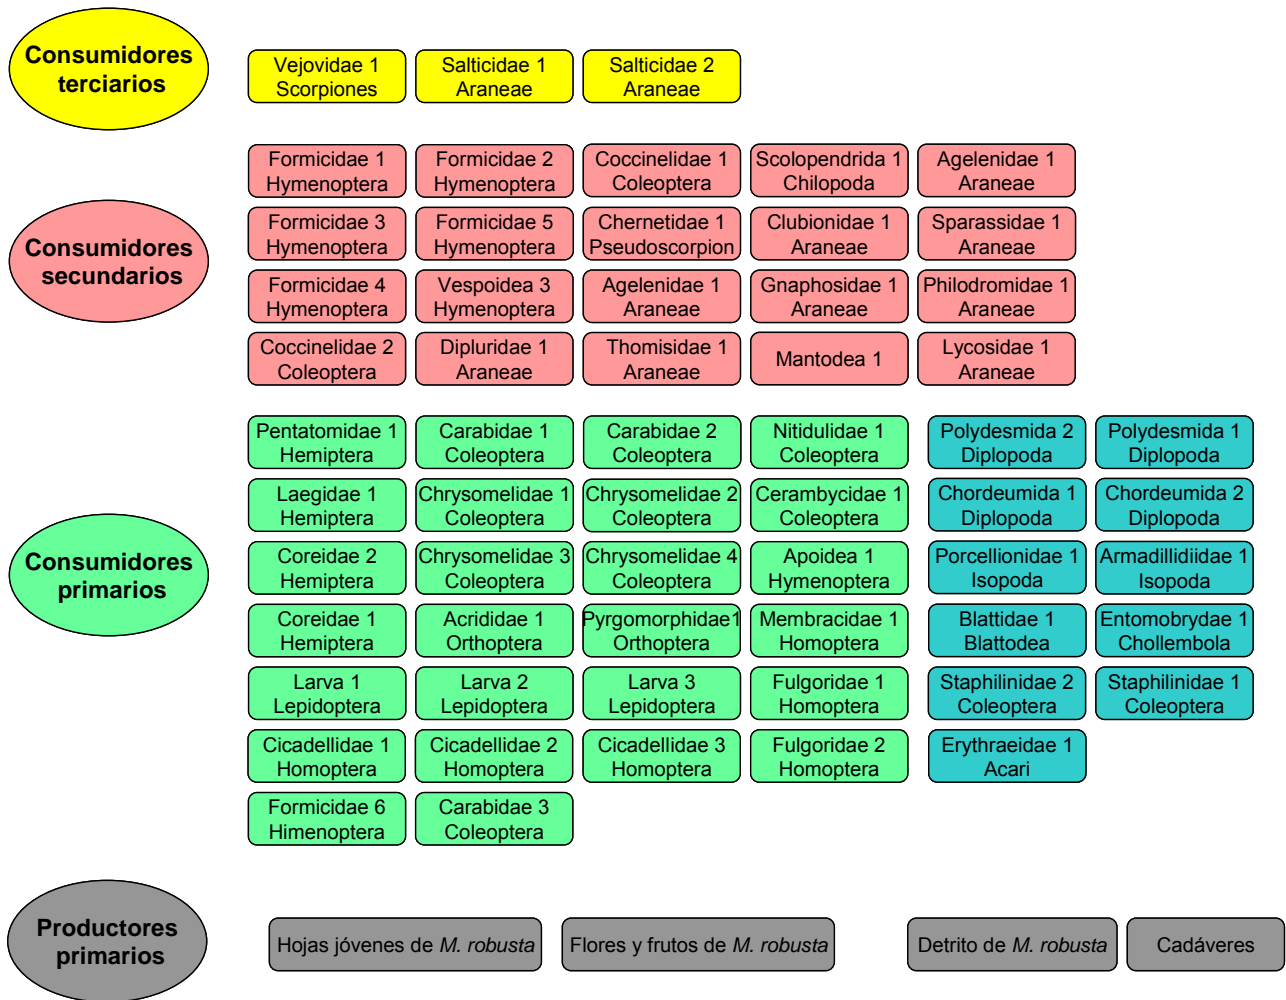 Consumidores
terciarios
Vejovidae 1
Scorpiones
Salticidae 1
Araneae
Salticidae 2
Araneae
Consumidores
secundarios
Formicidae 1
Hymenoptera
Formicidae 2
Hymenoptera
Coccinelidae 1
Coleoptera
Scolopendrida 1
Chilopoda
Agelenidae 1
Araneae
Formicidae 3
Hymenoptera
Formicidae 5
Hymenoptera
Chernetidae 1
Pseudoscorpion
Clubionidae 1
Araneae
Sparassidae 1
Araneae
Formicidae 4
Hymenoptera
Vespoidea 3
Hymenoptera
Agelenidae 1
Araneae
Gnaphosidae 1
Araneae
Philodromidae 1
Araneae
Coccinelidae 2
Coleoptera
Dipluridae 1
Araneae
Thomisidae 1
Araneae
Mantodea 1
Lycosidae 1
Araneae
Consumidores
primarios
Pentatomidae 1
Hemiptera
Carabidae 1
Coleoptera
Carabidae 2
Coleoptera
Nitidulidae 1
Coleoptera
Polydesmida 2
Diplopoda
Polydesmida 1
Diplopoda
Laegidae 1
Hemiptera
Chrysomelidae 1
Coleoptera
Chrysomelidae 2
Coleoptera
Cerambycidae 1
Coleoptera
Chordeumida 1
Diplopoda
Chordeumida 2
Diplopoda
Coreidae 2
Hemiptera
Chrysomelidae 3
Coleoptera
Chrysomelidae 4
Coleoptera
Apoidea 1
Hymenoptera
Porcellionidae 1
Isopoda
Armadillidiidae 1
Isopoda
Coreidae 1
Hemiptera
Acrididae 1
Orthoptera
Pyrgomorphidae1
Orthoptera
Membracidae 1
Homoptera
Blattidae 1
Blattodea
Entomobrydae 1
Chollembola
Larva 1
Lepidoptera
Larva 2
Lepidoptera
Larva 3
Lepidoptera
Fulgoridae 1
Homoptera
Staphilinidae 2
Coleoptera
Staphilinidae 1
Coleoptera
Cicadellidae 1
Homoptera
Cicadellidae 2
Homoptera
Cicadellidae 3
Homoptera
Fulgoridae 2
Homoptera
Erythraeidae 1
Acari
Formicidae 6
Himenoptera
Carabidae 3
Coleoptera
Productores
primarios
Hojas jóvenes de M. robusta
Flores y frutos de M. robusta
Detrito de M. robusta
Cadáveres